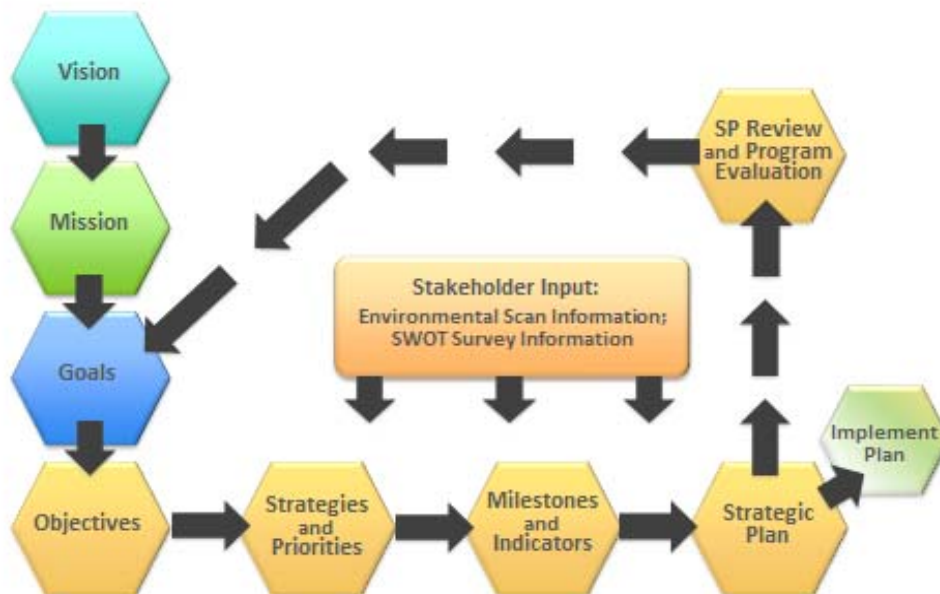 Vision
Mission
Goals
Objectives
Strategies
and
Priorities
Milestones
and
Indicators
Strategic
Plan
Implement
Plan
SP Review
and Program
Evaluation
Stakeholder Input:
Environmental Scan Information;
SWOT Survey Information